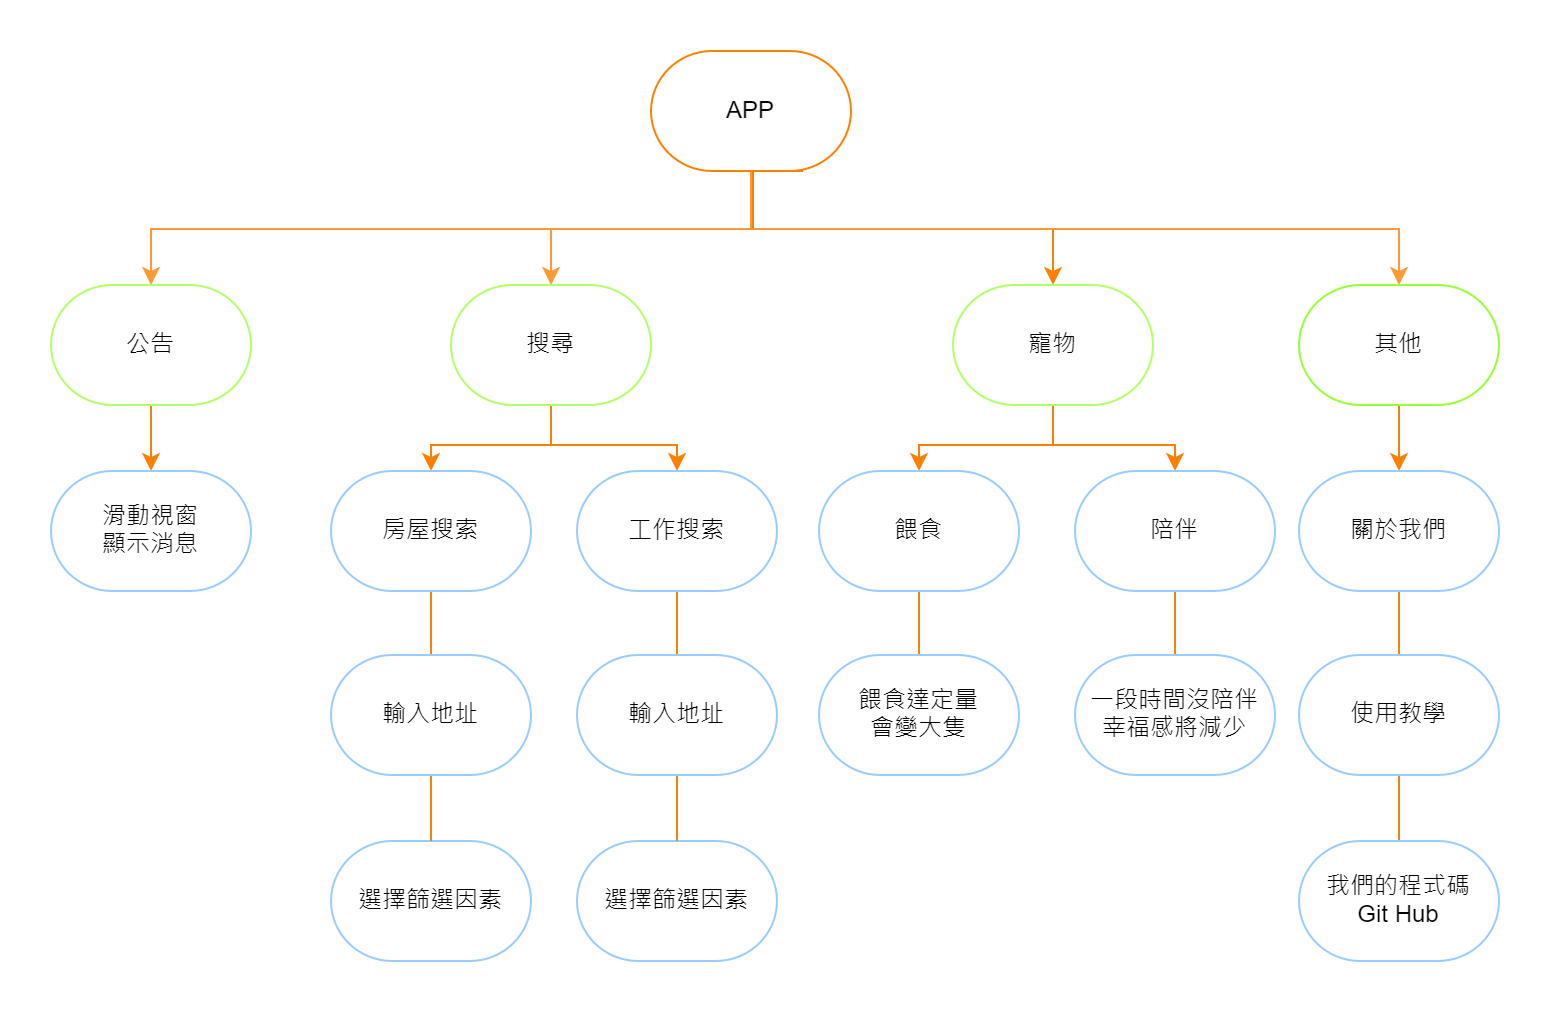 APP
公告
搜尋
寵物
其他
滑動視窗
顯示消息
房屋搜索
工作搜索
餵食
陪伴
關於我們
輸入地址
輸入地址
餵食達定量
會變大隻
一段時間沒陪伴
幸福感將減少
使用教學
選擇篩選因素
選擇篩選因素
我們的程式碼
Git Hub